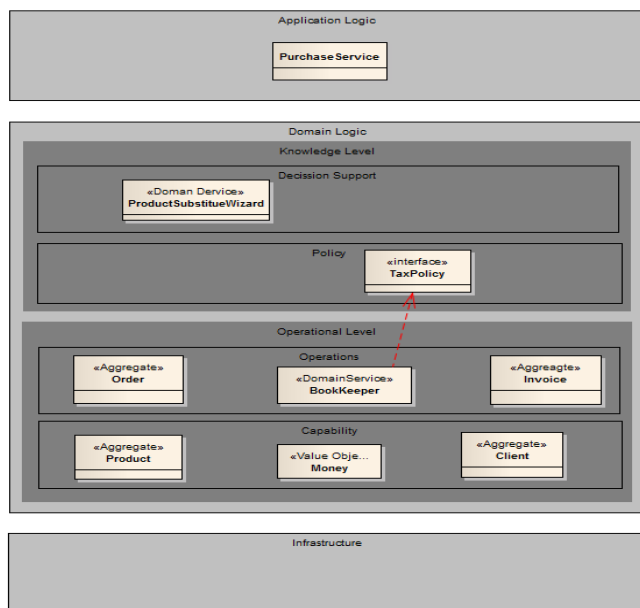 Application Logic
PurchaseService
Domain Logic
Knowledge Level
Decission Support
«Doman Dervice»
ProductSubstitueWizard
Policy
«interface»
TaxPolicy
Operational Level
Operations
«Aggregate»
Order
«DomainService»
BookKeeper
«Aggreagte»
Invoice
Capability
«Aggregate»
Product
«Value Obje...
Money
«Aggregate»
Client
Infrastructure